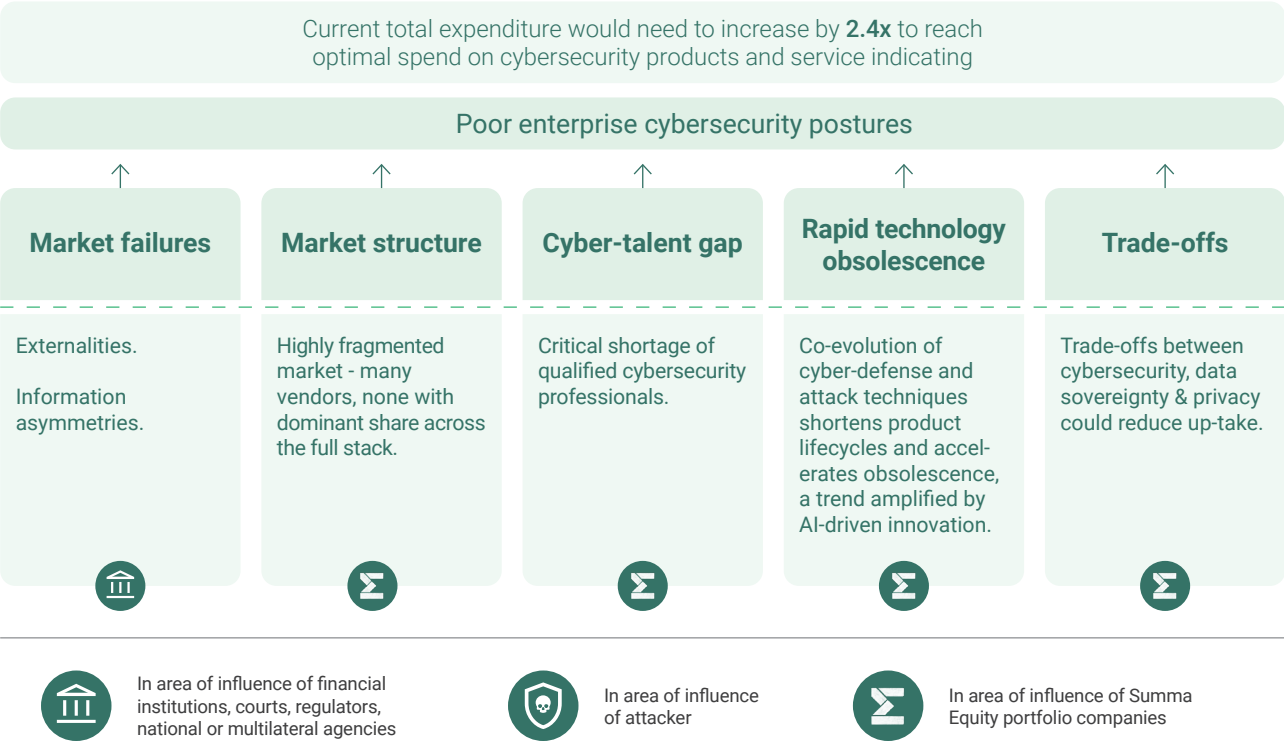 Current total expenditure would need to increase by 2.4x to reach
optimal spend on cybersecurity products and service indicating
Poor enterprise cybersecurity postures
Market failures
Externalities.
Information
asymmetries.
Market structure
Highly fragmented
market - many
vendors, none with
dominant share across
the full stack.
Cyber-talent gap
Critical shortage of
qualified cybersecurity
professionals.
Rapid technology
obsolescence
Co-evolution of
cyber-defense and
attack techniques
shortens product
lifecycles and accel-
erates obsolescence,
a trend amplified by
AI-driven innovation.
Trade-offs
Trade-offs between
cybersecurity, data
sovereignty & privacy
could reduce up-take.
In area of influence of financial
institutions, courts, regulators,
national or multilateral agencies
In area of influence
of attacker
In area of influence of Summa
Equity portfolio companies